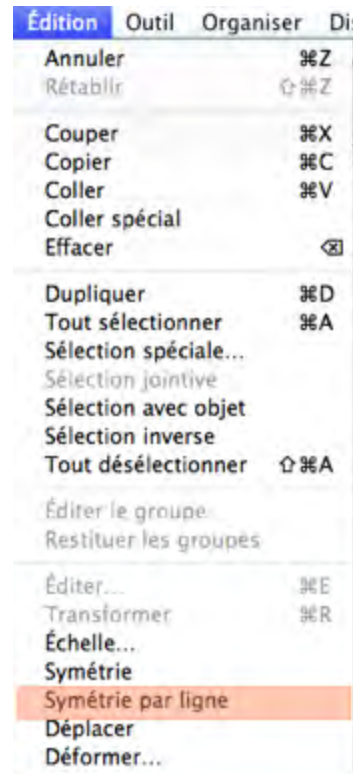 Édition Outil Organiser Di
Annuler ⌘Z
Rétablir ⇧⌘Z
Couper ⌘X
Copier ⌘C
Coller ⌘V
Coller spécial
Effacer ⌫
Dupliquer ⌘D
Tout sélectionner ⌘A
Sélection spéciale...
Sélection jointive
Sélection avec objet
Sélection inverse
Tout désélectionner ⇧⌘A
Éditer le groupe
Restituer les groupes
Éditer... ⌘E
Transformer ⌘R
Échelle...
Symétrie
Symétrie par ligne
Déplacer
Déformer...